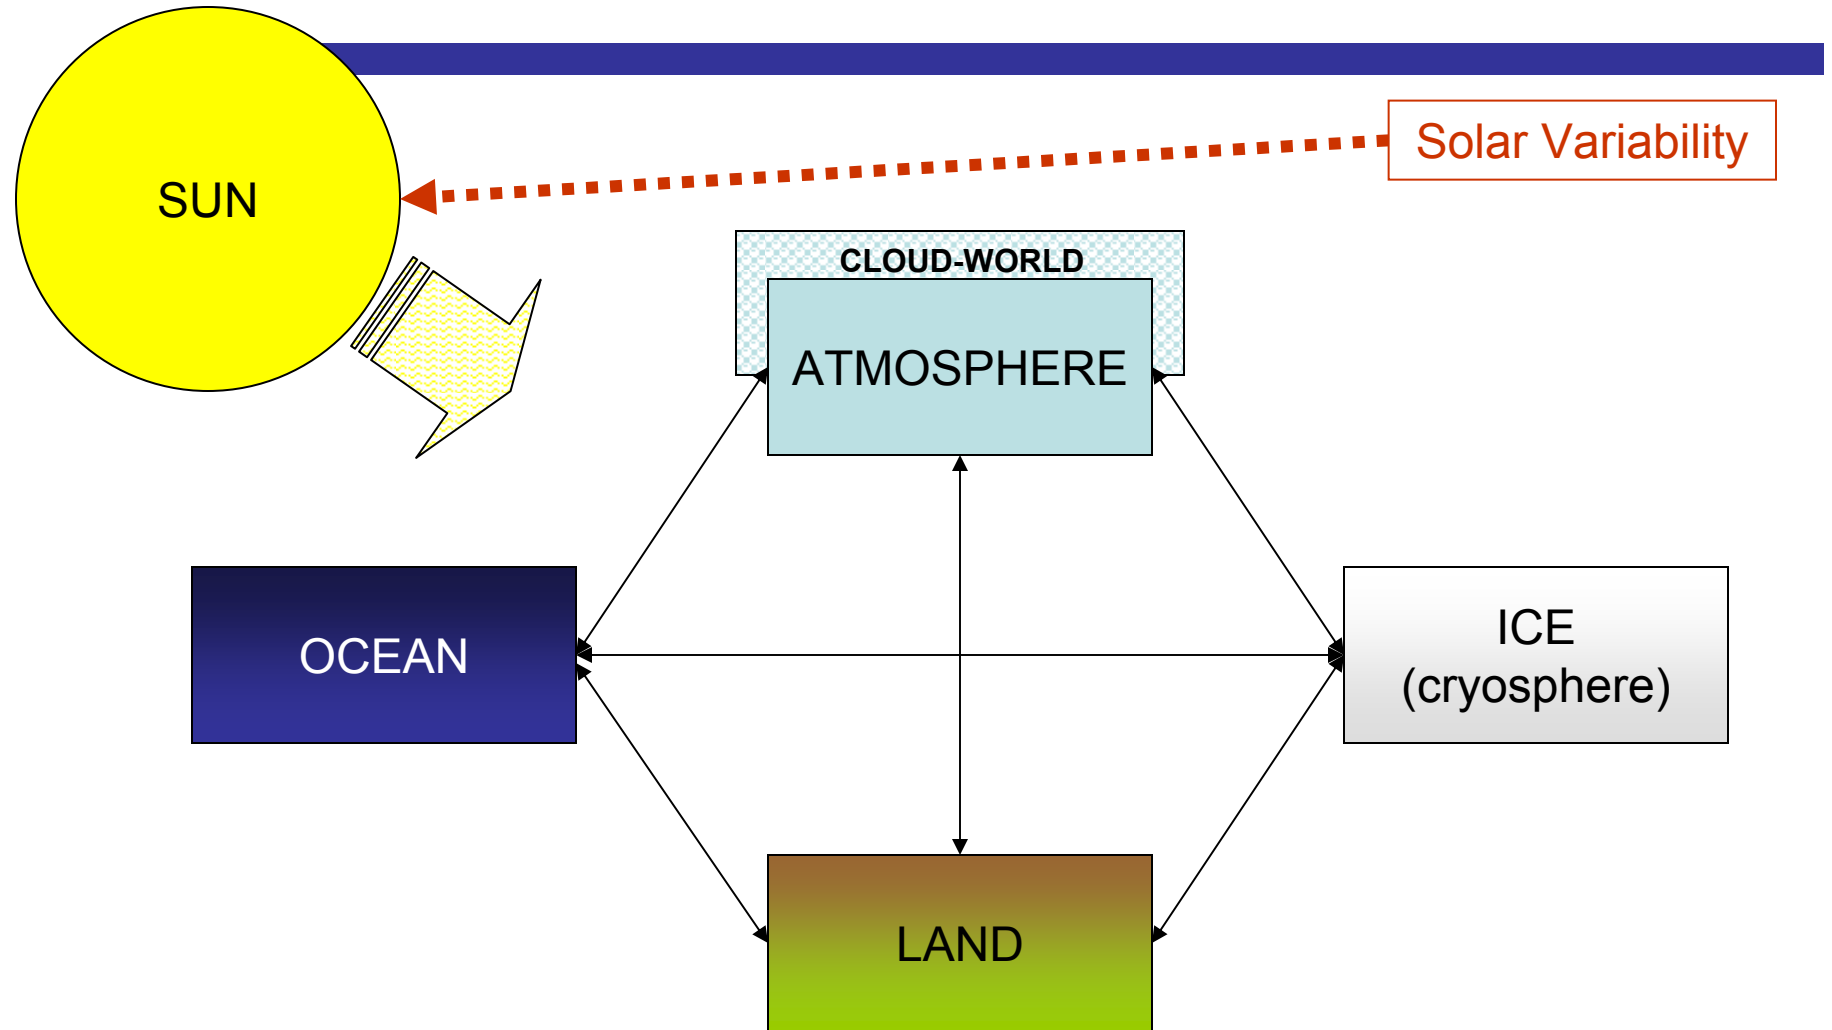 SUN
Solar Variability
CLOUD-WORLD
ATMOSPHERE
OCEAN
ICE
(cryosphere)
LAND